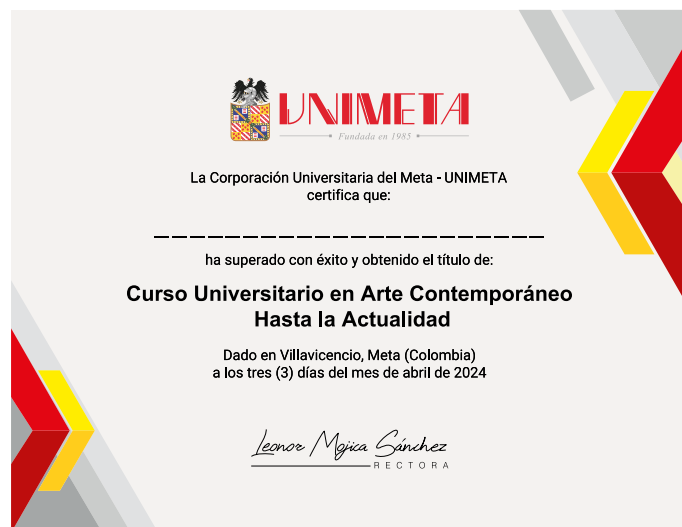 UNIMETA
Fundada en 1985
La Corporación Universitaria del Meta - UNIMETA
certifica que:
ha superado con éxito y obtenido el título de:
Curso Universitario en Arte Contemporáneo
Hasta la Actualidad
Dado en Villavicencio, Meta (Colombia)
a los tres (3) días del mes de abril de 2024
Leonor Mojica Sánchez
RECTORA